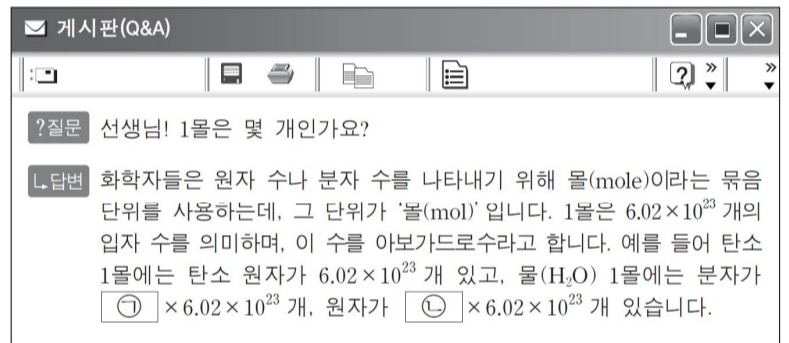 게시판(Q&A)
?질문 선생님! 1몰은 몇 개인가요?
답변 화학자들은 원자 수나 분자 수를 나타내기 위해 몰(mole)이라는 묶음
단위를 사용하는데, 그 단위가 ‘몰(mol)’ 입니다. 1몰은 6.02×10²³ 개의
입자 수를 의미하며, 이 수를 아보가드로수라고 합니다. 예를 들어 탄소
1몰에는 탄소 원자가 6.02×10²³ 개 있고, 물(H₂O) 1몰에는 분자가
㉠ ×6.02×10²³ 개, 원자가 ㉡ ×6.02×10²³ 개 있습니다.